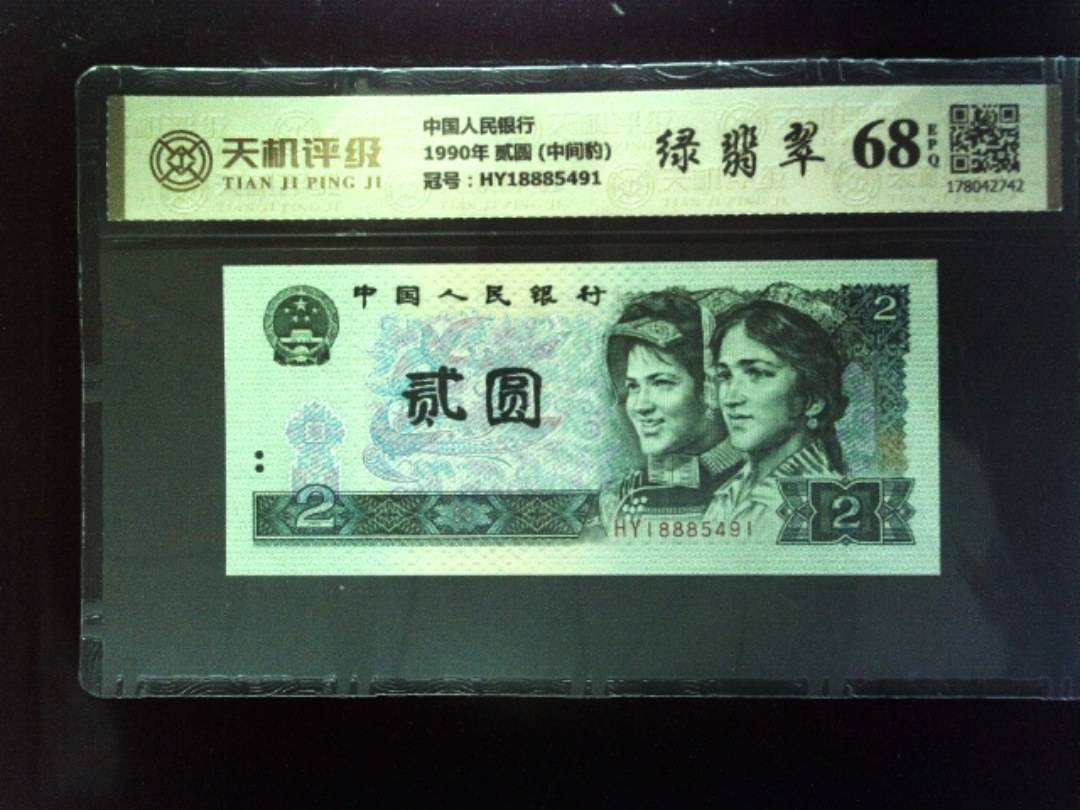 天机评级
TIAN JI PING JI
中国人民银行
1990年 贰圆 (中间豹)
冠号：HY18885491
绿翡翠
68
EPQ
178042742
中国人民银行
2
贰圆
2
HY18885491
2